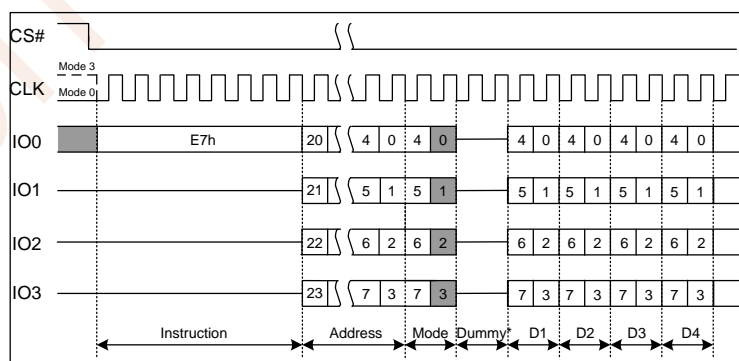 CS#
Mode 3
CLK
Mode 0
IO0 E7h 20 4 0 4 0 4 0 4 0 4 0 4 0
IO1 21 5 1 5 1 5 1 5 1 5 1 5 1
IO2 22 6 2 6 2 6 2 6 2 6 2 6 2
IO3 23 7 3 7 3 7 3 7 3 7 3 7 3
Instruction Address Mode Dummy* D1 D2 D3 D4